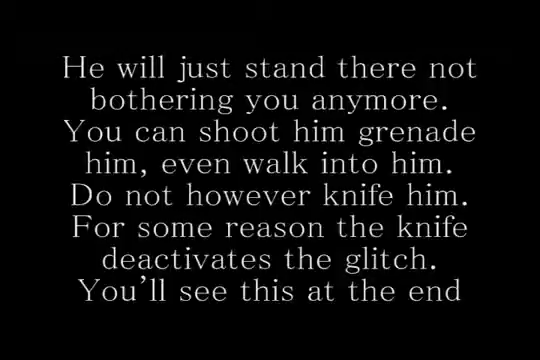 He will just stand there not
bothering you anymore.
You can shoot him grenade
him, even walk into him.
Do not however knife him.
For some reason the knife
deactivates the glitch.
You'll see this at the end